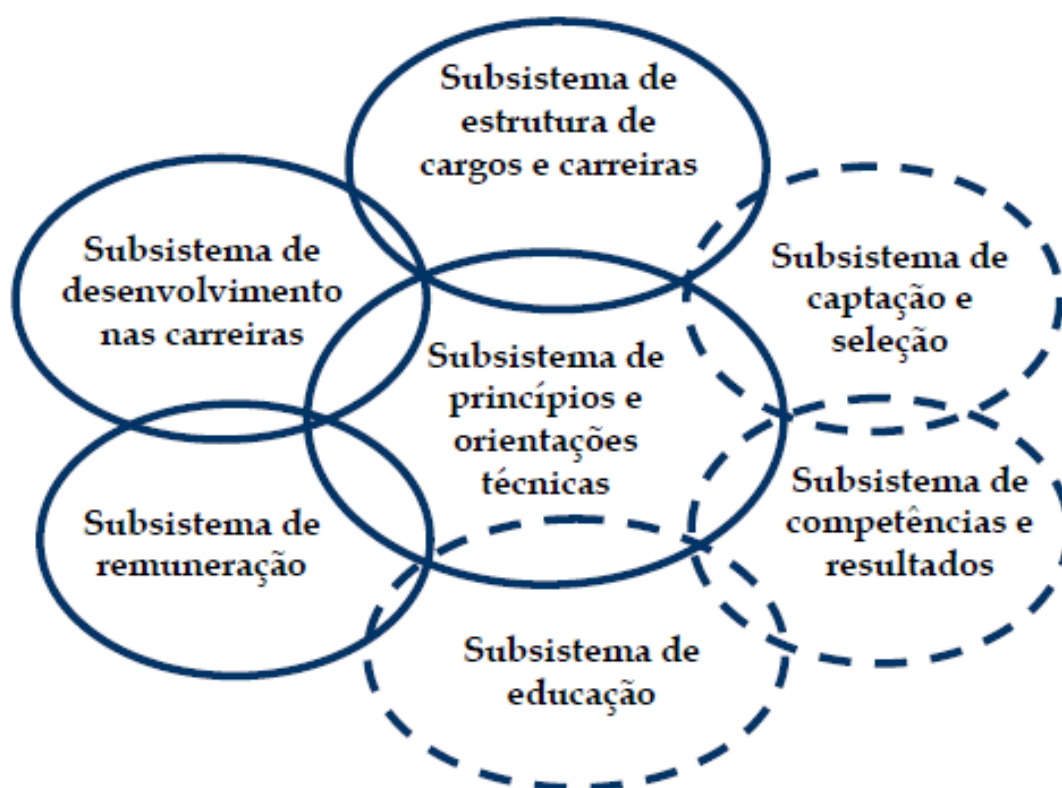 Subsistema de
estrutura de
cargos e carreiras
Subsistema de
desenvolvimento
nas carreiras
Subsistema de
captação e
seleção
Subsistema de
princípios e
orientações
técnicas
Subsistema de
remuneração
Subsistema de
competências e
resultados
Subsistema de
educação